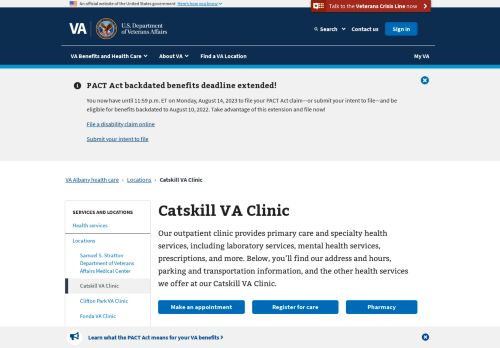 An official website of the United States government Here's how you know
Talk to the Veterans Crisis Line now
VA
U.S. Department
of Veterans Affairs
Search
Contact us
Sign in
VA Benefits and Health Care
About VA
Find a VA Location
My VA
PACT Act backdated benefits deadline extended!
You now have until 11:59 p.m. ET on Monday, August 14, 2023 to file your PACT Act claim—or submit your intent to file—and be
eligible for benefits backdated to August 10, 2022. Take advantage of this extension and file now!
File a disability claim online
Submit your intent to file
VA Albany health care › Locations › Catskill VA Clinic
SERVICES AND LOCATIONS
Health services
Locations
Samuel S. Stratton
Department of Veterans
Affairs Medical Center
Catskill VA Clinic
Clifton Park VA Clinic
Fonda VA Clinic
Catskill VA Clinic
Our outpatient clinic provides primary care and specialty health
services, including laboratory services, mental health services,
prescriptions, and more. Below, you'll find our address and hours,
parking and transportation information, and the other health services
we offer at our Catskill VA Clinic.
Make an appointment
Register for care
Pharmacy
Learn what the PACT Act means for your VA benefits